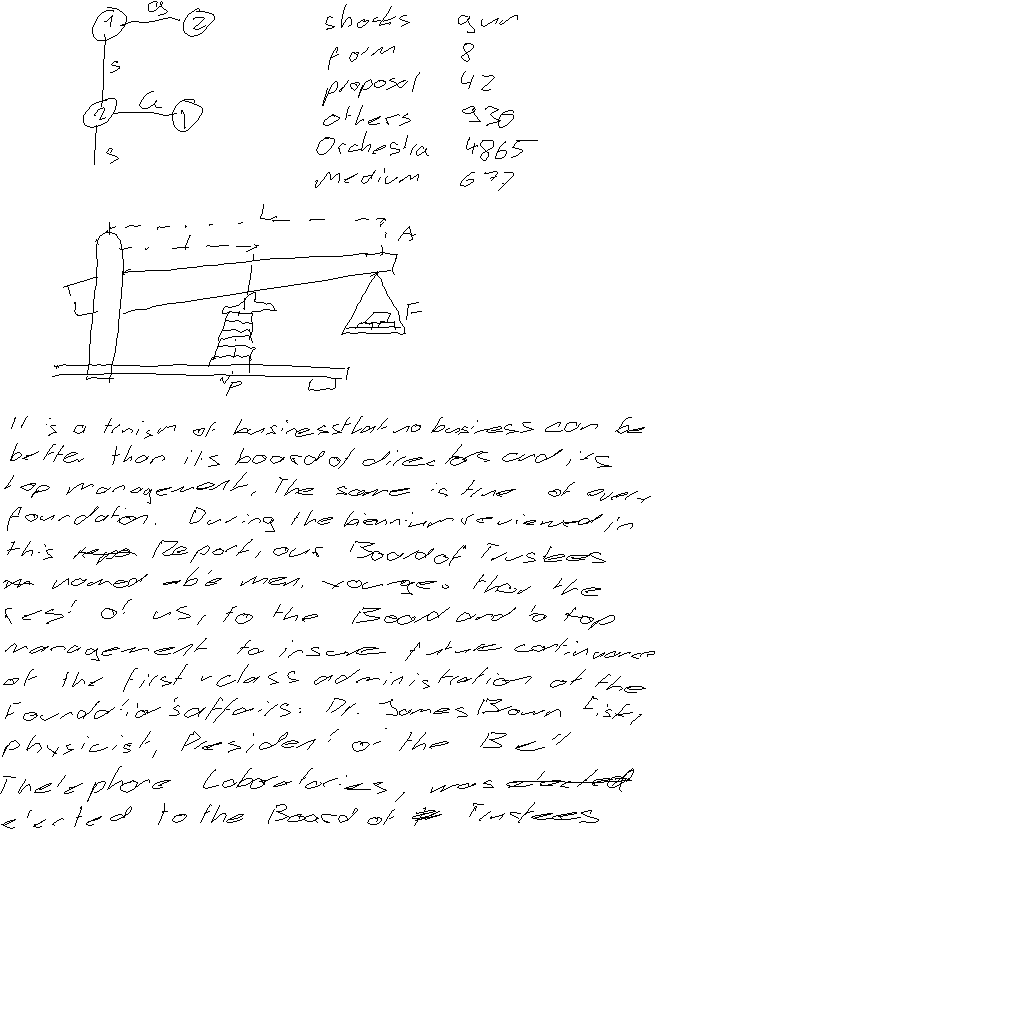 1 a 2
s
2 a 1
s
shoots gun
form 8
proposal 42
others 930
Orchestra 4865
Medium 677
L
l
A
F
P
It is a truism of business that no business can be
better than its board of directors and its
top management. The same is true of every
foundation. During the biennium reviewed in
this Report, our Board of Trustees
named able men, younger than the
rest of us, to the Board and to top
management to insure future continuance
of the first-class administration of the
Foundation's affairs: Dr. James Brown Fisk,
physicist, President of the Bell
Thelephone Laboratories, was
elected to the Board of Trustees